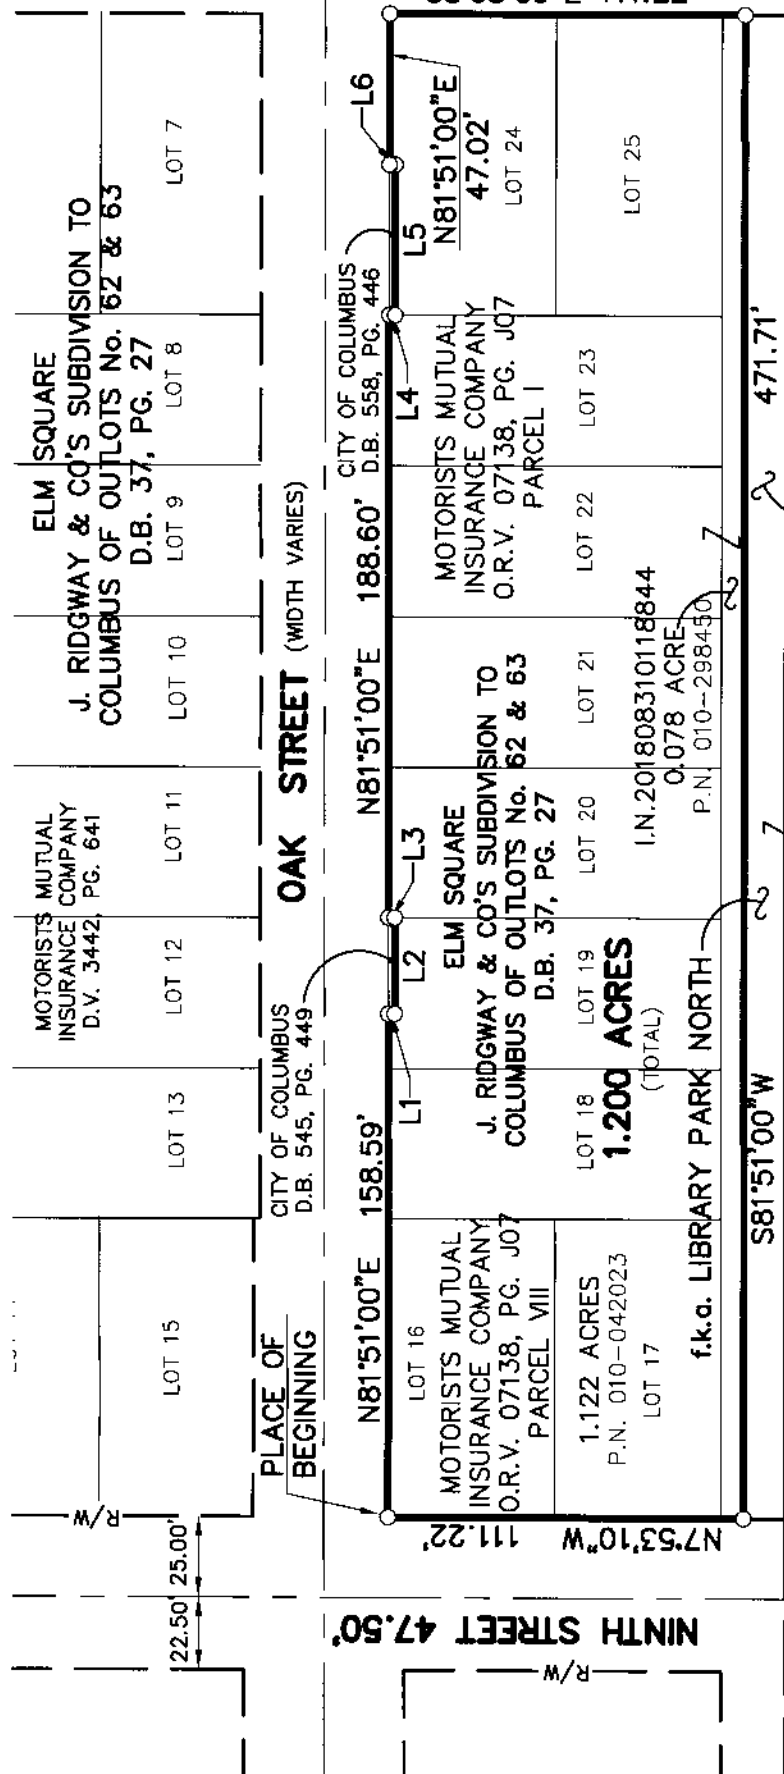 LOT 7
ELM SQUARE
J. RIDGWAY & CO'S SUBDIVISION TO
COLUMBUS OF OUTLOTS No. 62 & 63
D.B. 37, PG. 27
LOT 8
LOT 9
LOT 10
MOTORISTS MUTUAL
INSURANCE COMPANY
D.V. 3442, PG. 641
LOT 11
LOT 12
LOT 13
LOT 15
R/W
22.50'
25.00'
OAK STREET (WIDTH VARIES)
CITY OF COLUMBUS
D.B. 558, PG. 446
CITY OF COLUMBUS
D.B. 545, PG. 449
PLACE OF
BEGINNING
N81°51'00"E 158.59'
L1
L2
L3
N81°51'00"E 188.60'
L4
L5
L6
N81°51'00"E
47.02'
LOT 24
LOT 25
MOTORISTS MUTUAL
INSURANCE COMPANY
O.R.V. 07138, PG. J07
PARCEL I
LOT 23
LOT 22
LOT 21
LOT 20
LOT 19
LOT 18
ELM SQUARE
J. RIDGWAY & CO'S SUBDIVISION TO
COLUMBUS OF OUTLOTS No. 62 & 63
D.B. 37, PG. 27
1.200 ACRES
(TOTAL)
I.N.201808310118844
0.078 ACRE
P.N. 010-298450
LOT 16
MOTORISTS MUTUAL
INSURANCE COMPANY
O.R.V. 07138, PG. J07
PARCEL VIII
1.122 ACRES
P.N. 010-042023
LOT 17
f.k.a. LIBRARY PARK NORTH
S81°51'00"W
471.71'
N7°53'10"W 111.22'
NINTH STREET 47.50'
R/W